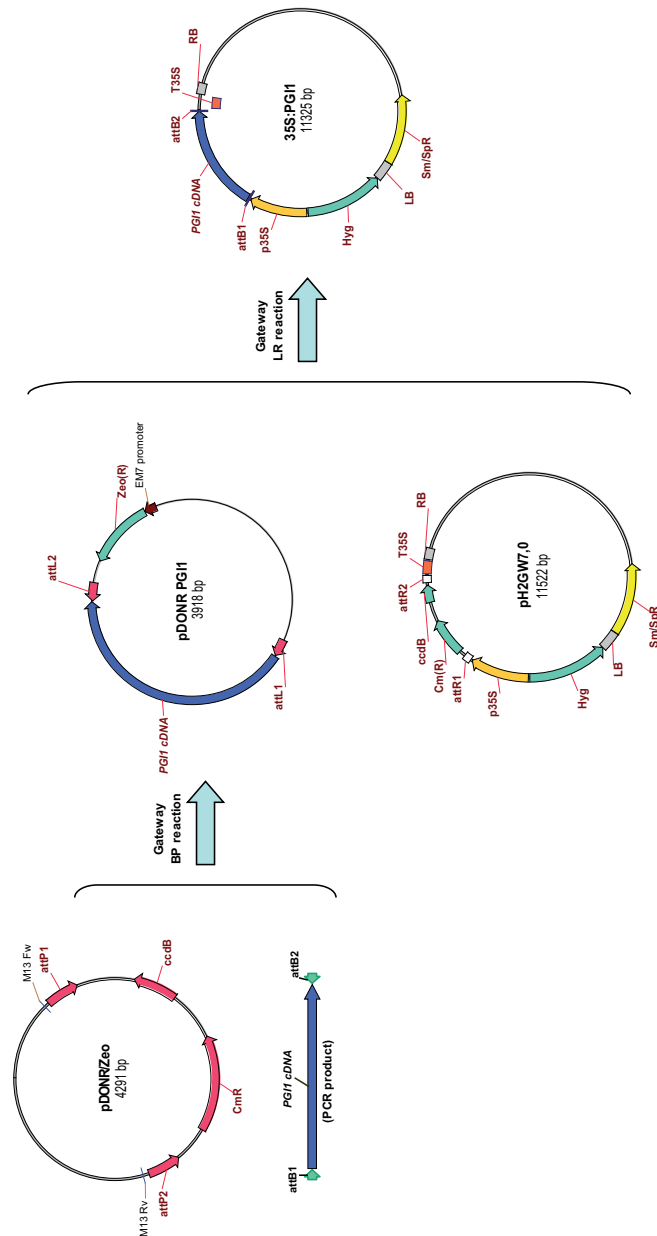 M13 Fw
attP1
ccdB
pDONR/Zeo
4291 bp
CmR
attP2
M13 Rv
attB1
PGI1 cDNA
(PCR product)
attB2
Gateway
BP reaction
attL2
Zeo(R)
EM7 promoter
pDONR PGI1
3918 bp
PGI1 cDNA
attL1
RB
T35S
attR2
ccdB
Cm(R)
attR1
p35S
pH2GW7,0
11522 bp
Hyg
LB
Sm/SpR
Gateway
LR reaction
RB
T35S
attB2
PGI1 cDNA
attB1
p35S
35S:PGI1
11325 bp
Hyg
LB
Sm/SpR